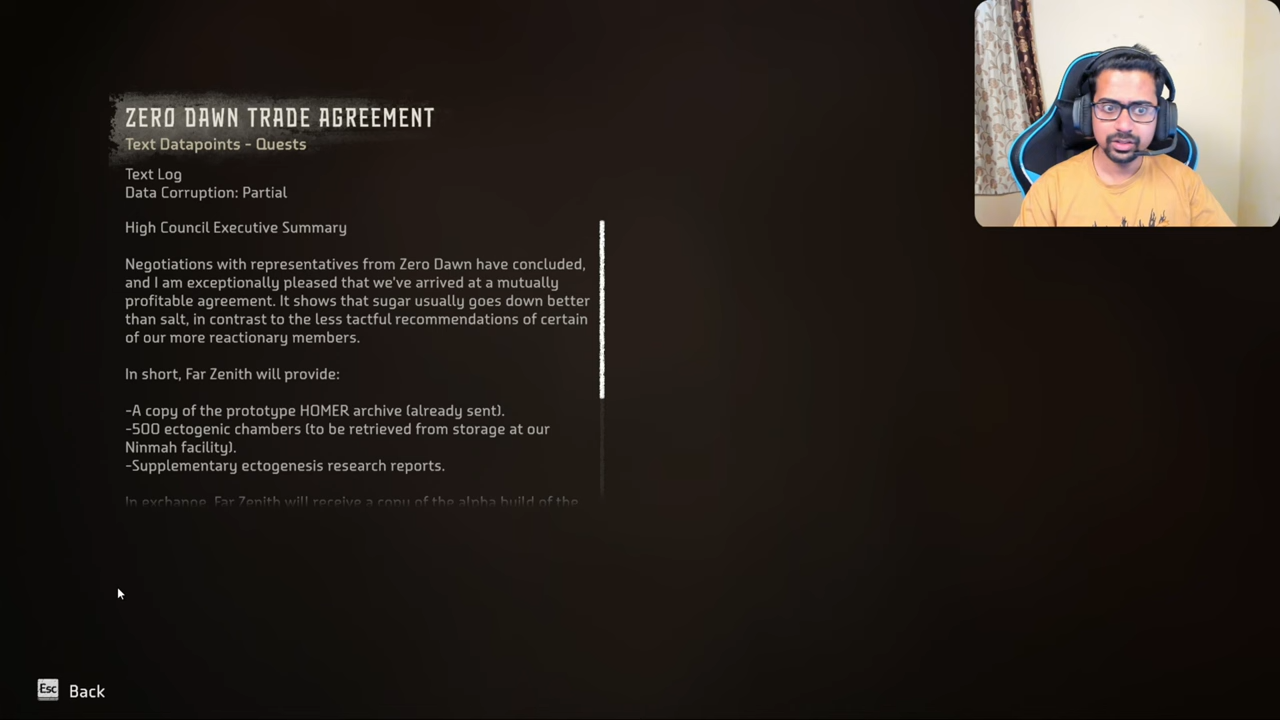 ZERO DAWN TRADE AGREEMENT
Text Datapoints - Quests
Text Log
Data Corruption: Partial
High Council Executive Summary
Negotiations with representatives from Zero Dawn have concluded,
and I am exceptionally pleased that we've arrived at a mutually
profitable agreement. It shows that sugar usually goes down better
than salt, in contrast to the less tactful recommendations of certain
of our more reactionary members.
In short, Far Zenith will provide:
-A copy of the prototype HOMER archive (already sent).
-500 ectogenic chambers (to be retrieved from storage at our
Ninmah facility).
-Supplementary ectogenesis research reports.
In exchange, Far Zenith will receive a copy of the alpha build of the
Esc Back